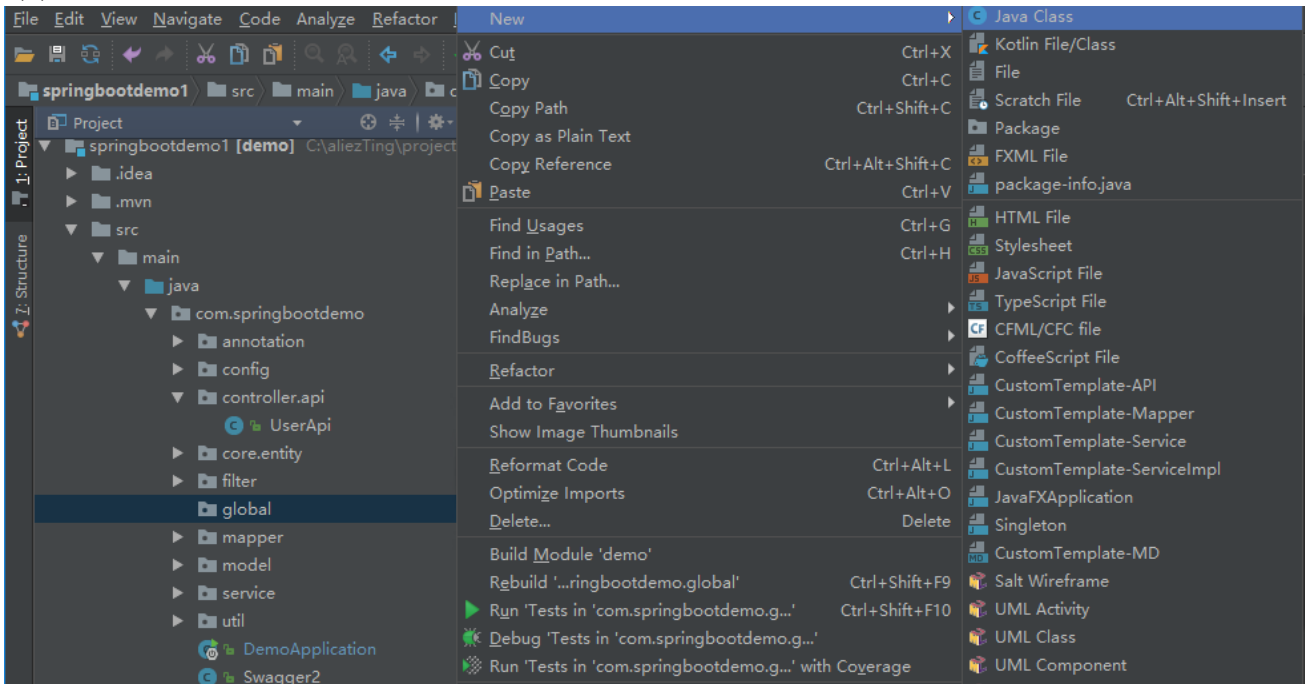 File Edit View Navigate Code Analyze Refactor
springbootdemo1 src main java
1: Project
7: Structure
Project
springbootdemo1 [demo] C:\aliezTing\project
.idea
.mvn
src
main
java
com.springbootdemo
annotation
config
controller.api
UserApi
core.entity
filter
global
mapper
model
service
util
DemoApplication
Swagger2
New
Cut Ctrl+X
Copy Ctrl+C
Copy Path Ctrl+Shift+C
Copy as Plain Text
Copy Reference Ctrl+Alt+Shift+C
Paste Ctrl+V
Find Usages Ctrl+G
Find in Path... Ctrl+H
Replace in Path...
Analyze
FindBugs
Refactor
Add to Favorites
Show Image Thumbnails
Reformat Code Ctrl+Alt+L
Optimize Imports Ctrl+Alt+O
Delete... Delete
Build Module 'demo'
Rebuild '...ringbootdemo.global' Ctrl+Shift+F9
Run 'Tests in 'com.springbootdemo.g...' Ctrl+Shift+F10
Debug 'Tests in 'com.springbootdemo.g...'
Run 'Tests in 'com.springbootdemo.g...' with Coverage
Java Class
Kotlin File/Class
File
Scratch File Ctrl+Alt+Shift+Insert
Package
FXML File
package-info.java
HTML File
Stylesheet
JavaScript File
TypeScript File
CFML/CFC file
CoffeeScript File
CustomTemplate-API
CustomTemplate-Mapper
CustomTemplate-Service
CustomTemplate-ServiceImpl
JavaFXApplication
Singleton
CustomTemplate-MD
Salt Wireframe
UML Activity
UML Class
UML Component